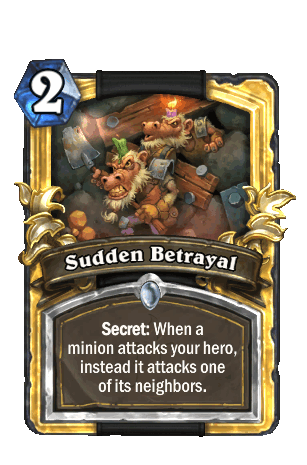 2
Sudden Betrayal
Secret: When a
minion attacks your hero,
instead it attacks one
of its neighbors.